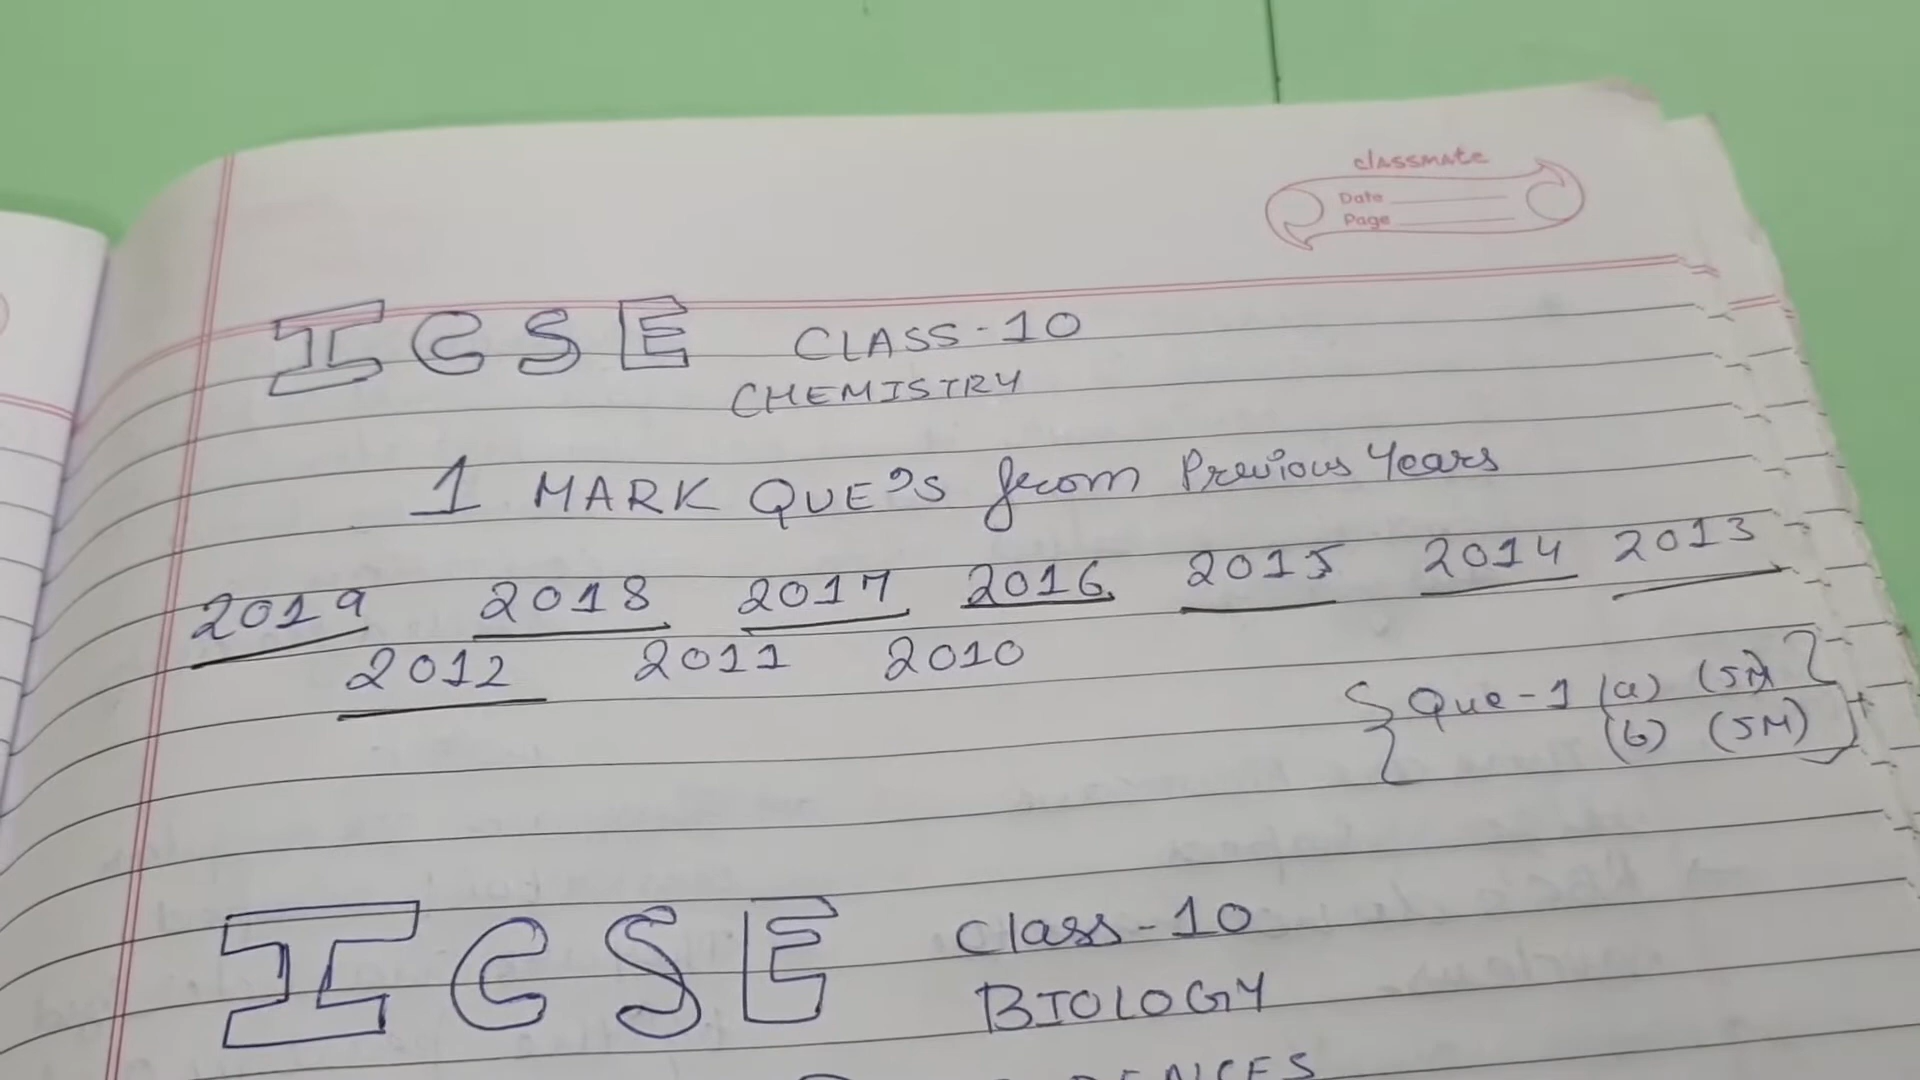 classmate
Date
Page
ICSE CLASS-10
CHEMISTRY
1 MARK QUE's from Previous Years
2019 2018 2017 2016 2015 2014 2013
2012 2011 2010
{ Que-1 (a) (5M) }
(b) (5M)
ICSE Class-10
BIOLOGY